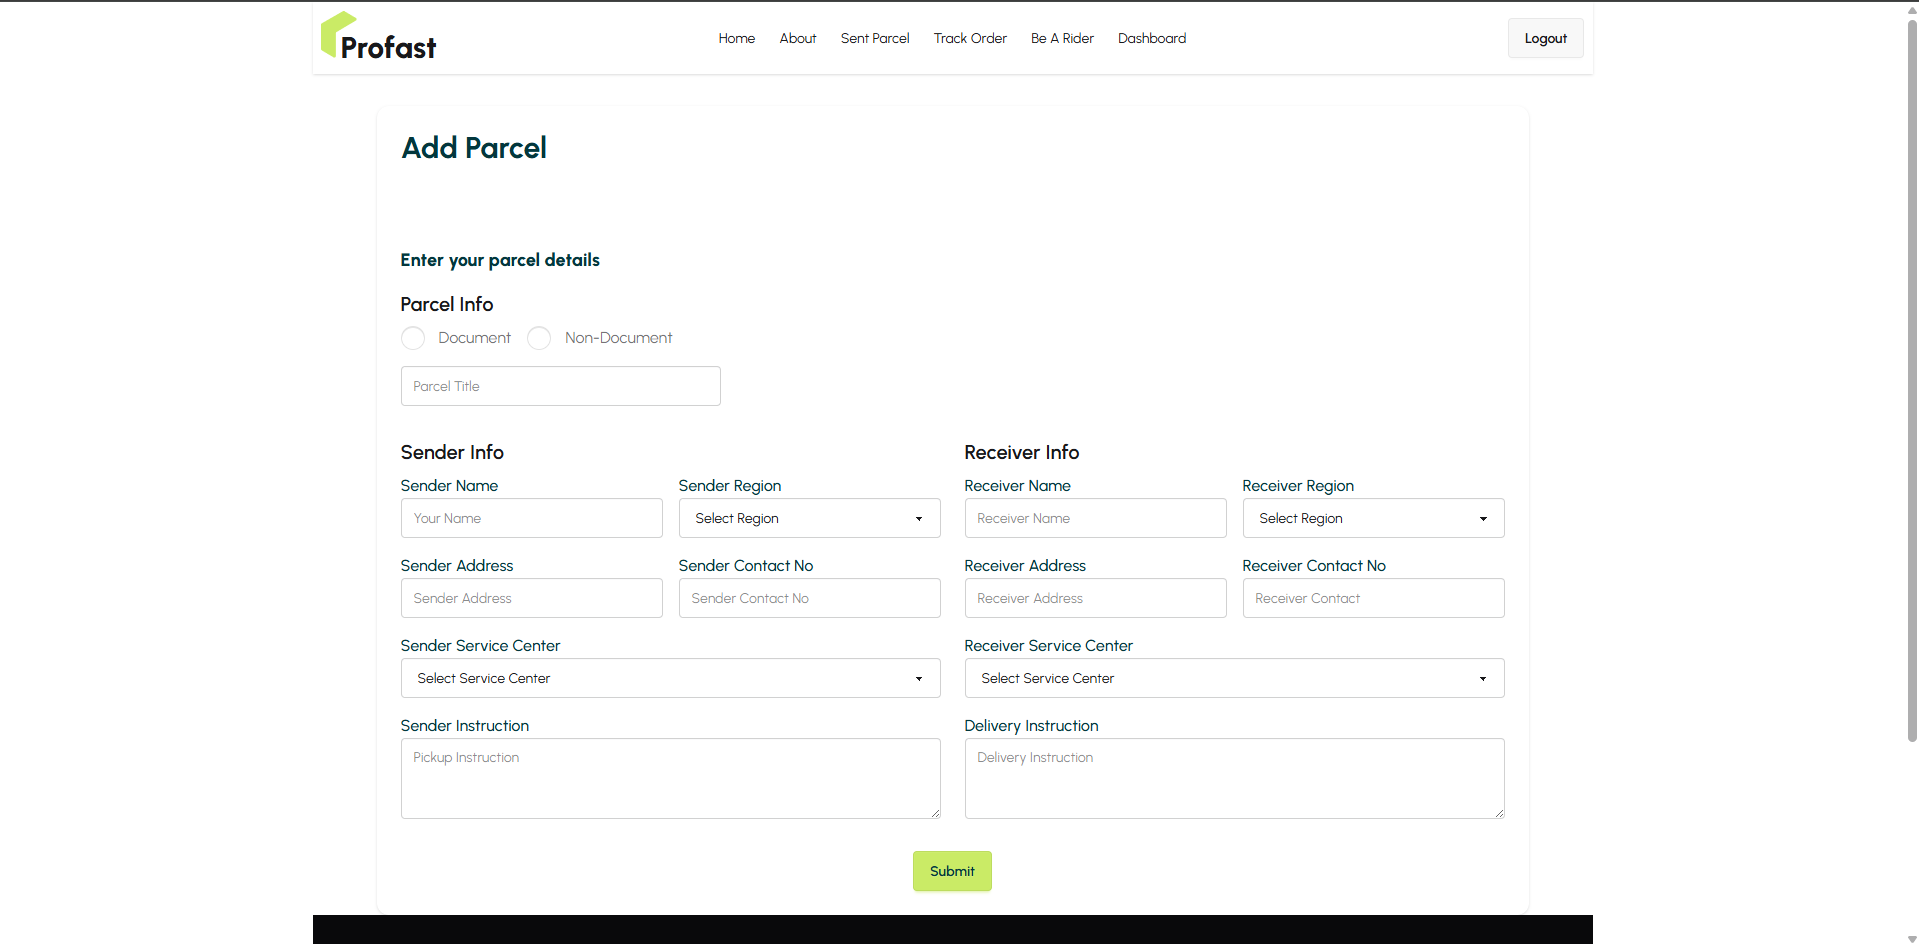 Profast
Home About Sent Parcel Track Order Be A Rider Dashboard
Logout
Add Parcel
Enter your parcel details
Parcel Info
Document Non-Document
Parcel Title
Sender Info
Sender Name Sender Region
Your Name Select Region
Sender Address Sender Contact No
Sender Address Sender Contact No
Sender Service Center
Select Service Center
Sender Instruction
Pickup Instruction
Receiver Info
Receiver Name Receiver Region
Receiver Name Select Region
Receiver Address Receiver Contact No
Receiver Address Receiver Contact
Receiver Service Center
Select Service Center
Delivery Instruction
Delivery Instruction
Submit